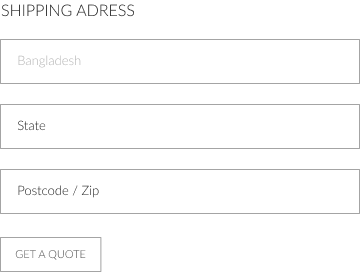 SHIPPING ADRESS
Bangladesh
State
Postcode / Zip
GET A QUOTE